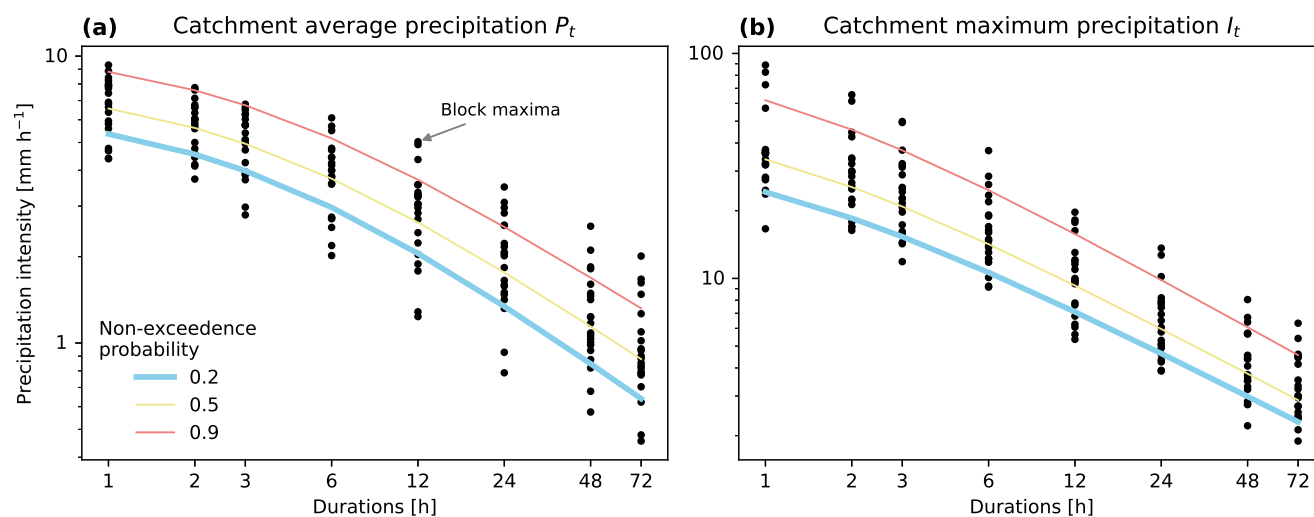 (a) Catchment average precipitation Pt
Precipitation intensity [mm h−1]
10
1
Block maxima
Non-exceedence
probability
0.2
0.5
0.9
1 2 3 6 12 24 48 72
Durations [h]
(b) Catchment maximum precipitation It
100
10
1 2 3 6 12 24 48 72
Durations [h]